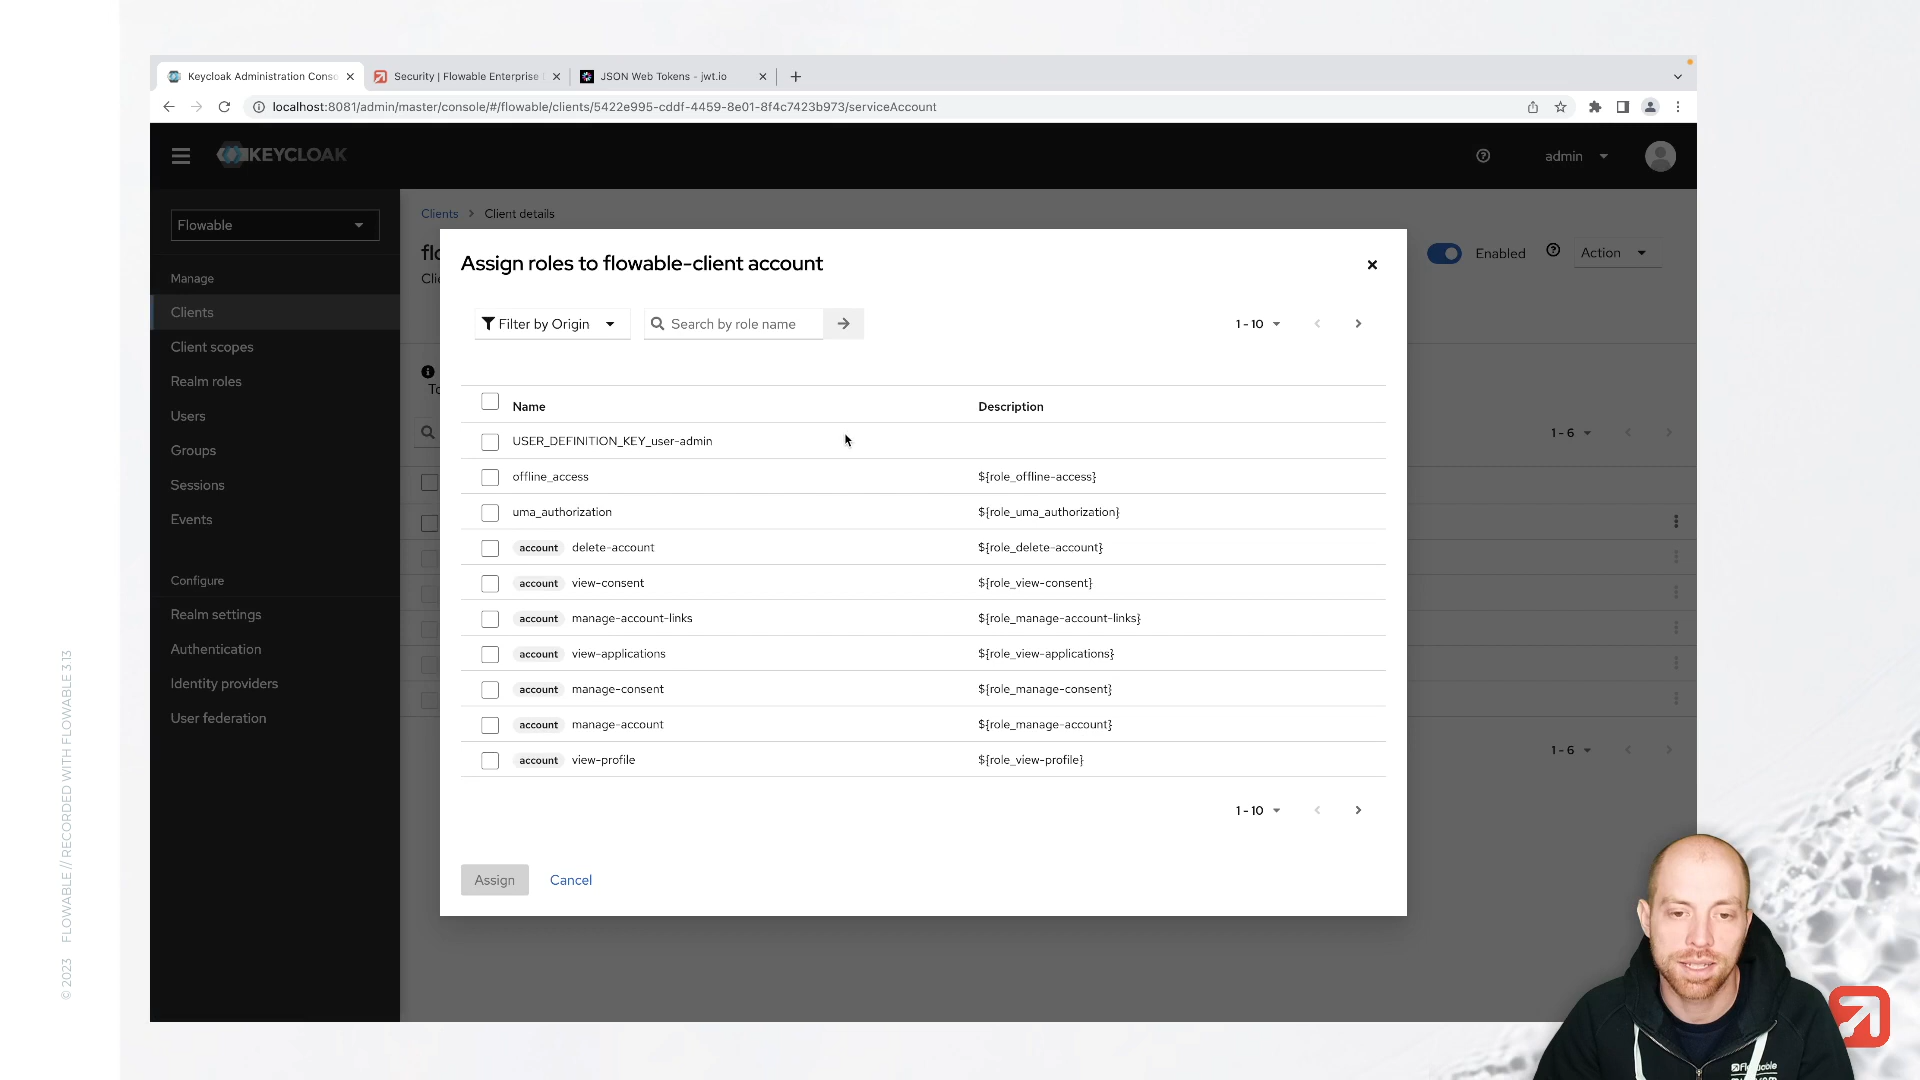 Keycloak Administration Conso
Security | Flowable Enterprise
JSON Web Tokens - jwt.io
localhost:8081/admin/master/console/#/flowable/clients/5422e995-cddf-4459-8e01-8f4c7423b973/serviceAccount
KEYCLOAK
admin
Flowable
Manage
Clients
Client scopes
Realm roles
Users
Groups
Sessions
Events
Configure
Realm settings
Authentication
Identity providers
User federation
Clients > Client details
Enabled
Action
1 - 6
1 - 6
Assign roles to flowable-client account
Filter by Origin
Search by role name
1 - 10
Name Description
USER_DEFINITION_KEY_user-admin
offline_access ${role_offline-access}
uma_authorization ${role_uma_authorization}
account delete-account ${role_delete-account}
account view-consent ${role_view-consent}
account manage-account-links ${role_manage-account-links}
account view-applications ${role_view-applications}
account manage-consent ${role_manage-consent}
account manage-account ${role_manage-account}
account view-profile ${role_view-profile}
1 - 10
Assign Cancel
© 2023 FLOWABLE // RECORDED WITH FLOWABLE 3.13